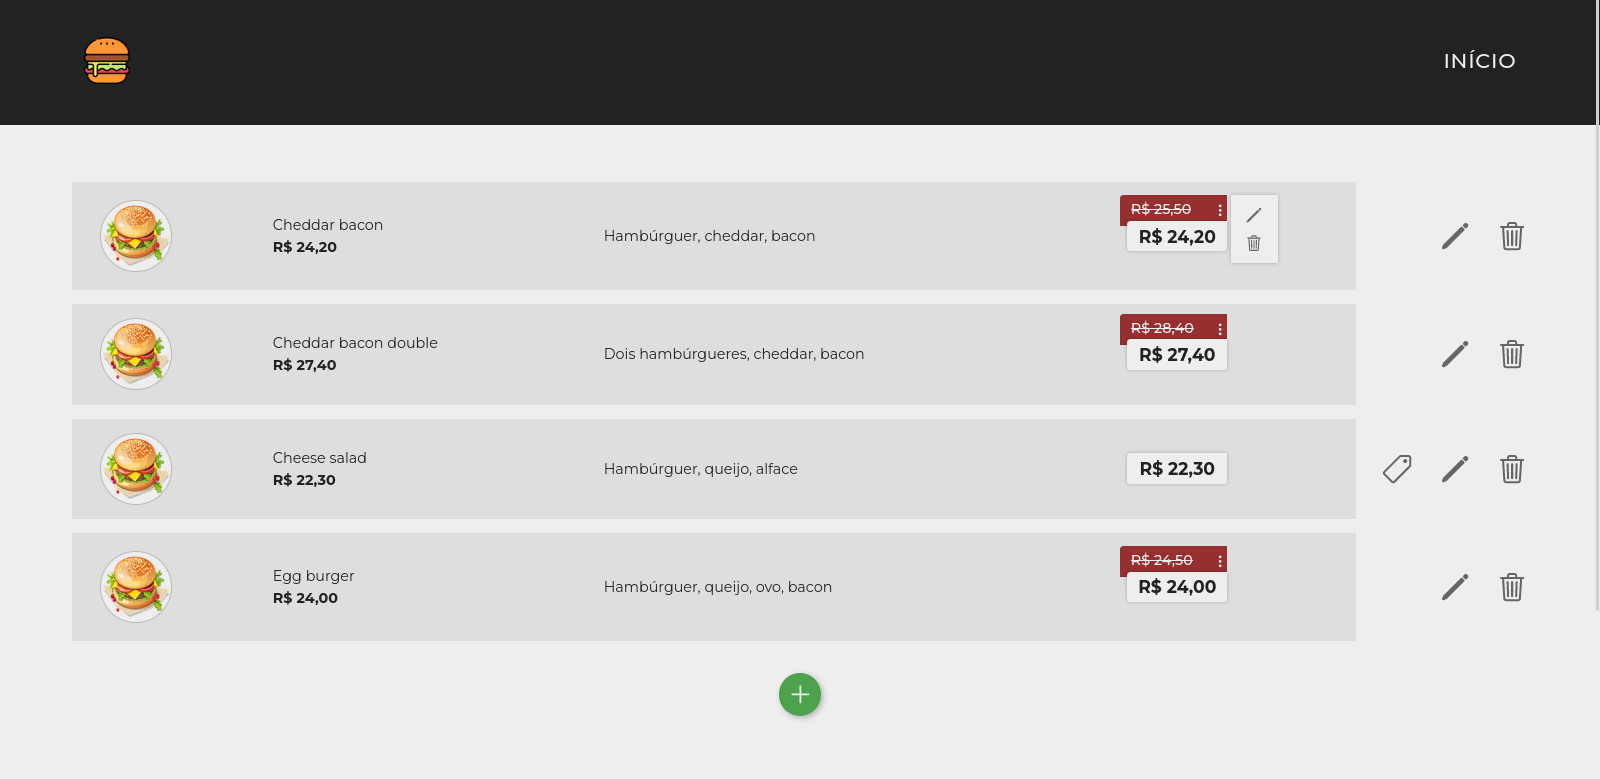 INÍCIO
Cheddar bacon
R$ 24,20
Hambúrguer, cheddar, bacon
R$ 25,50
R$ 24,20
Cheddar bacon double
R$ 27,40
Dois hambúrgueres, cheddar, bacon
R$ 28,40
R$ 27,40
Cheese salad
R$ 22,30
Hambúrguer, queijo, alface
R$ 22,30
Egg burger
R$ 24,00
Hambúrguer, queijo, ovo, bacon
R$ 24,50
R$ 24,00